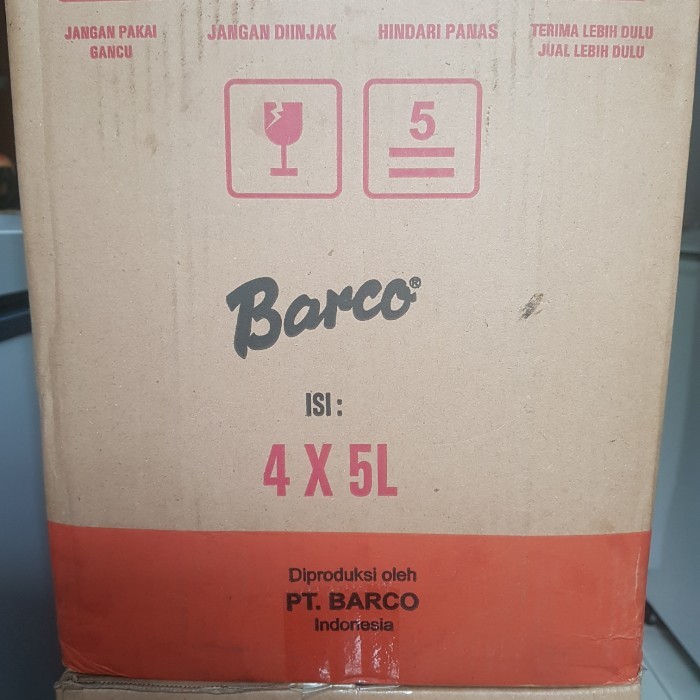 JANGAN PAKAI
GANCU
JANGAN DIINJAK
HINDARI PANAS
TERIMA LEBIH DULU
JUAL LEBIH DULU
5
Barco®
ISI :
4 X 5L
Diproduksi oleh
PT. BARCO
Indonesia